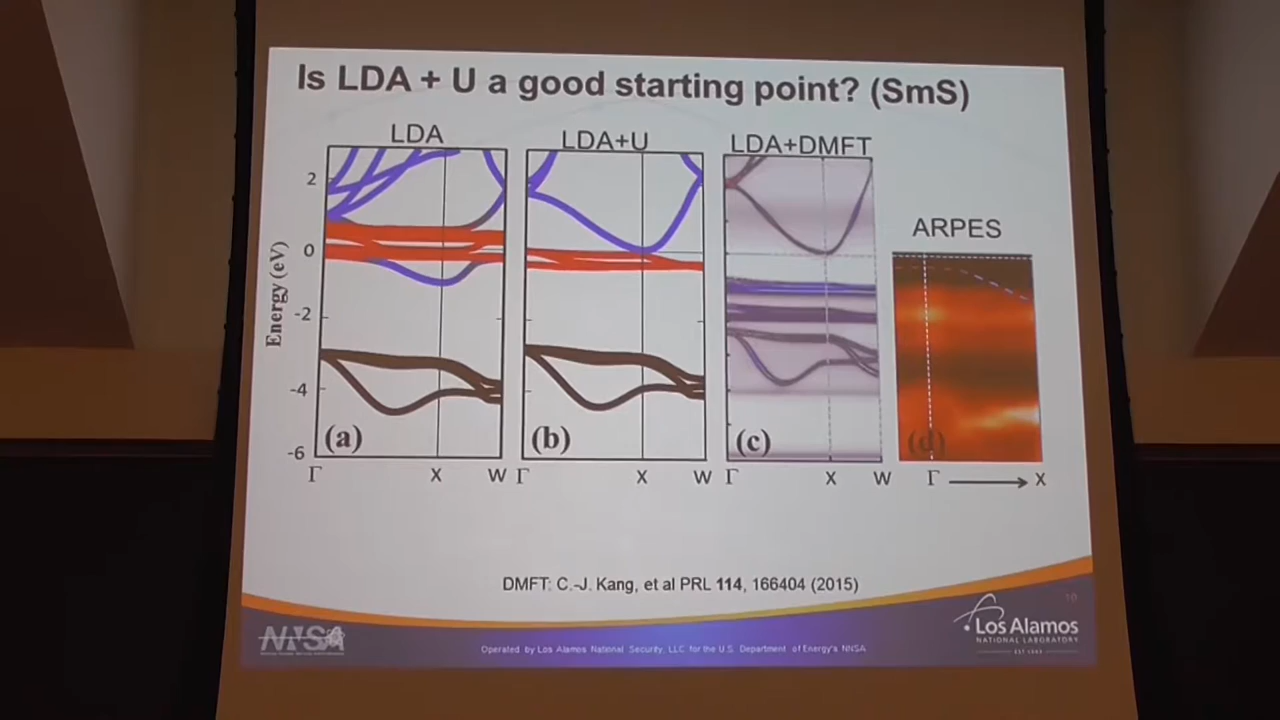 Is LDA + U a good starting point? (SmS)
LDA
LDA+U
LDA+DMFT
ARPES
Energy (eV)
2
0
-2
-4
-6
(a)
(b)
(c)
(d)
Γ X W Γ X W Γ X W Γ X
DMFT: C.-J. Kang, et al PRL 114, 166404 (2015)
10
NNSA
Operated by Los Alamos National Security, LLC for the U.S. Department of Energy's NNSA
Los Alamos
NATIONAL LABORATORY
EST 1943